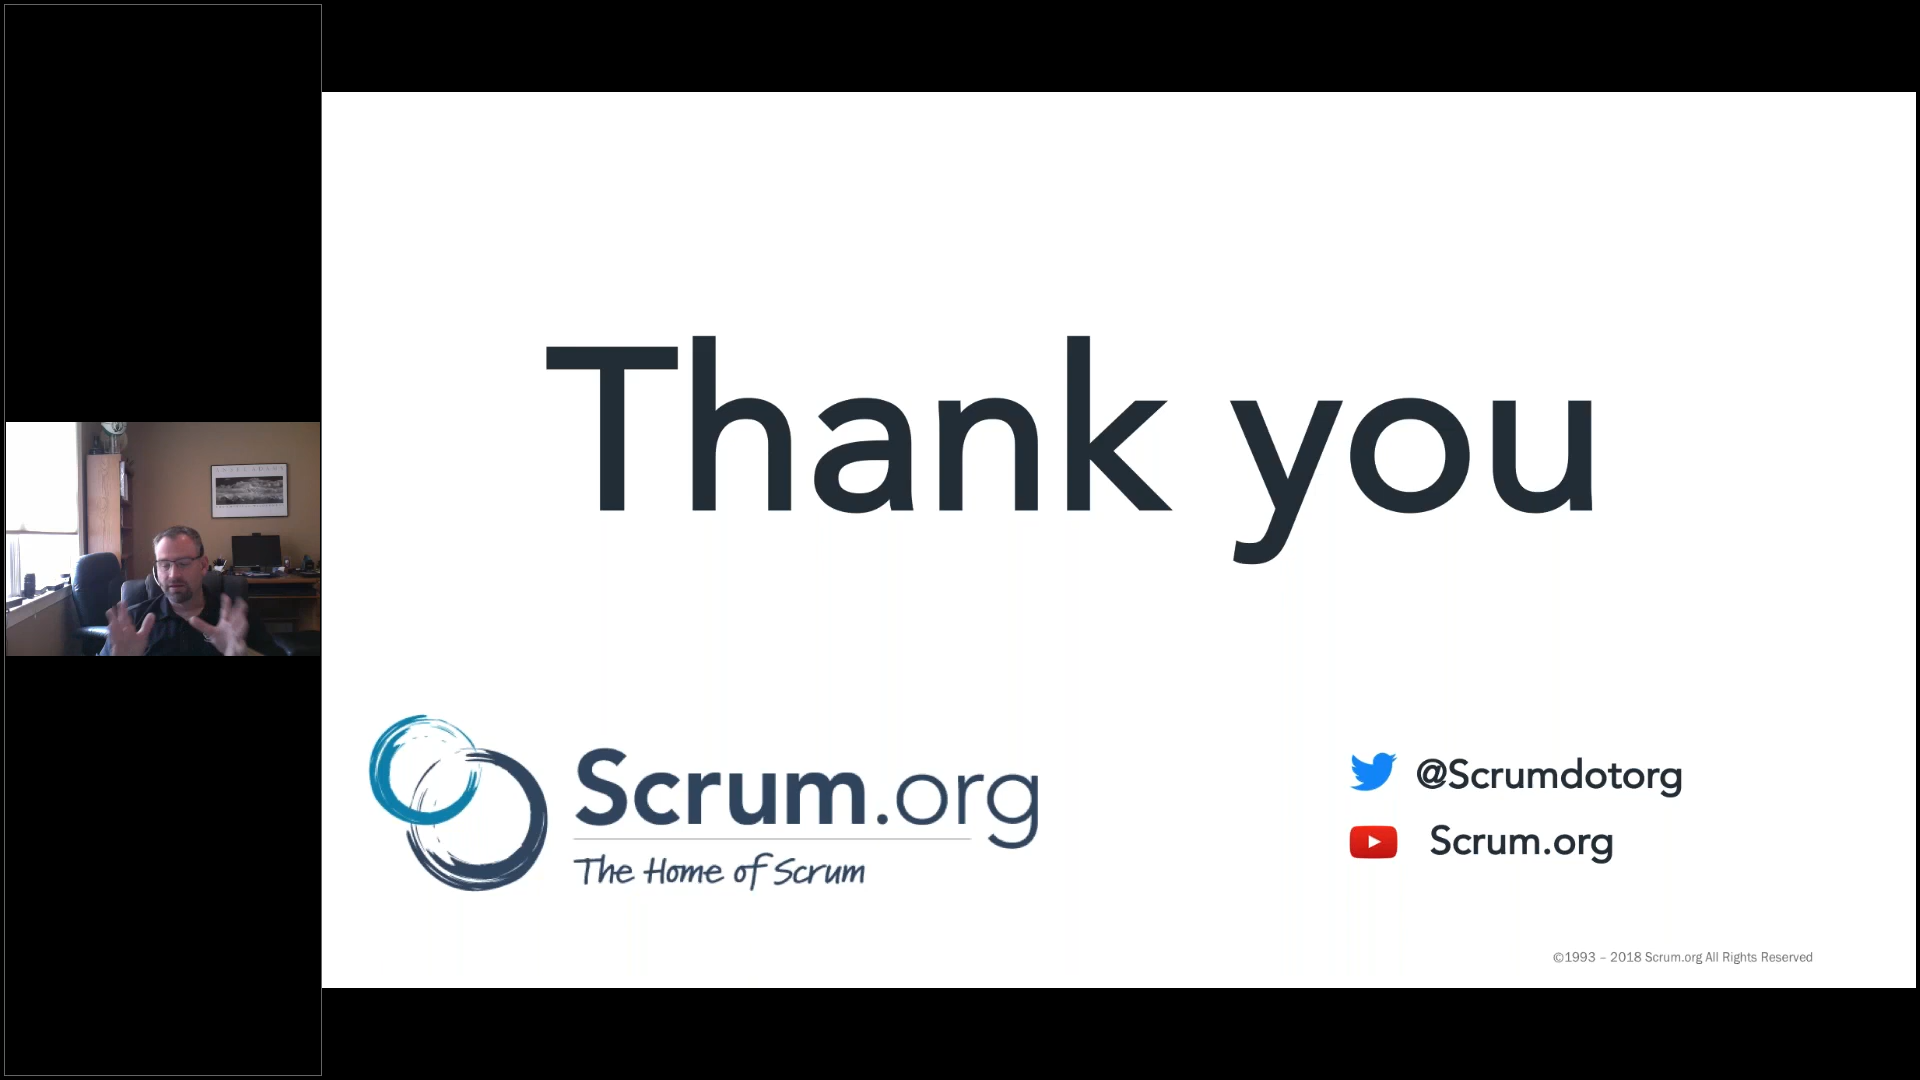 Thank you
Scrum.org
The Home of Scrum
@Scrumdotorg
Scrum.org
©1993 – 2018 Scrum.org All Rights Reserved